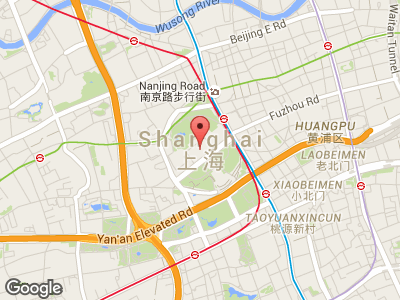 Wusong River
Beijing E Rd
Waitan Tunnel
Nanjing Road
南京路步行街
Fuzhou Rd
HUANGPU
黄浦区
Shanghai
上海
LAOBEIMEN
老北门
XIAOBEIMEN
小北门
TAOYUANXINCUN
桃源新村
Yan'an Elevated Rd
Google